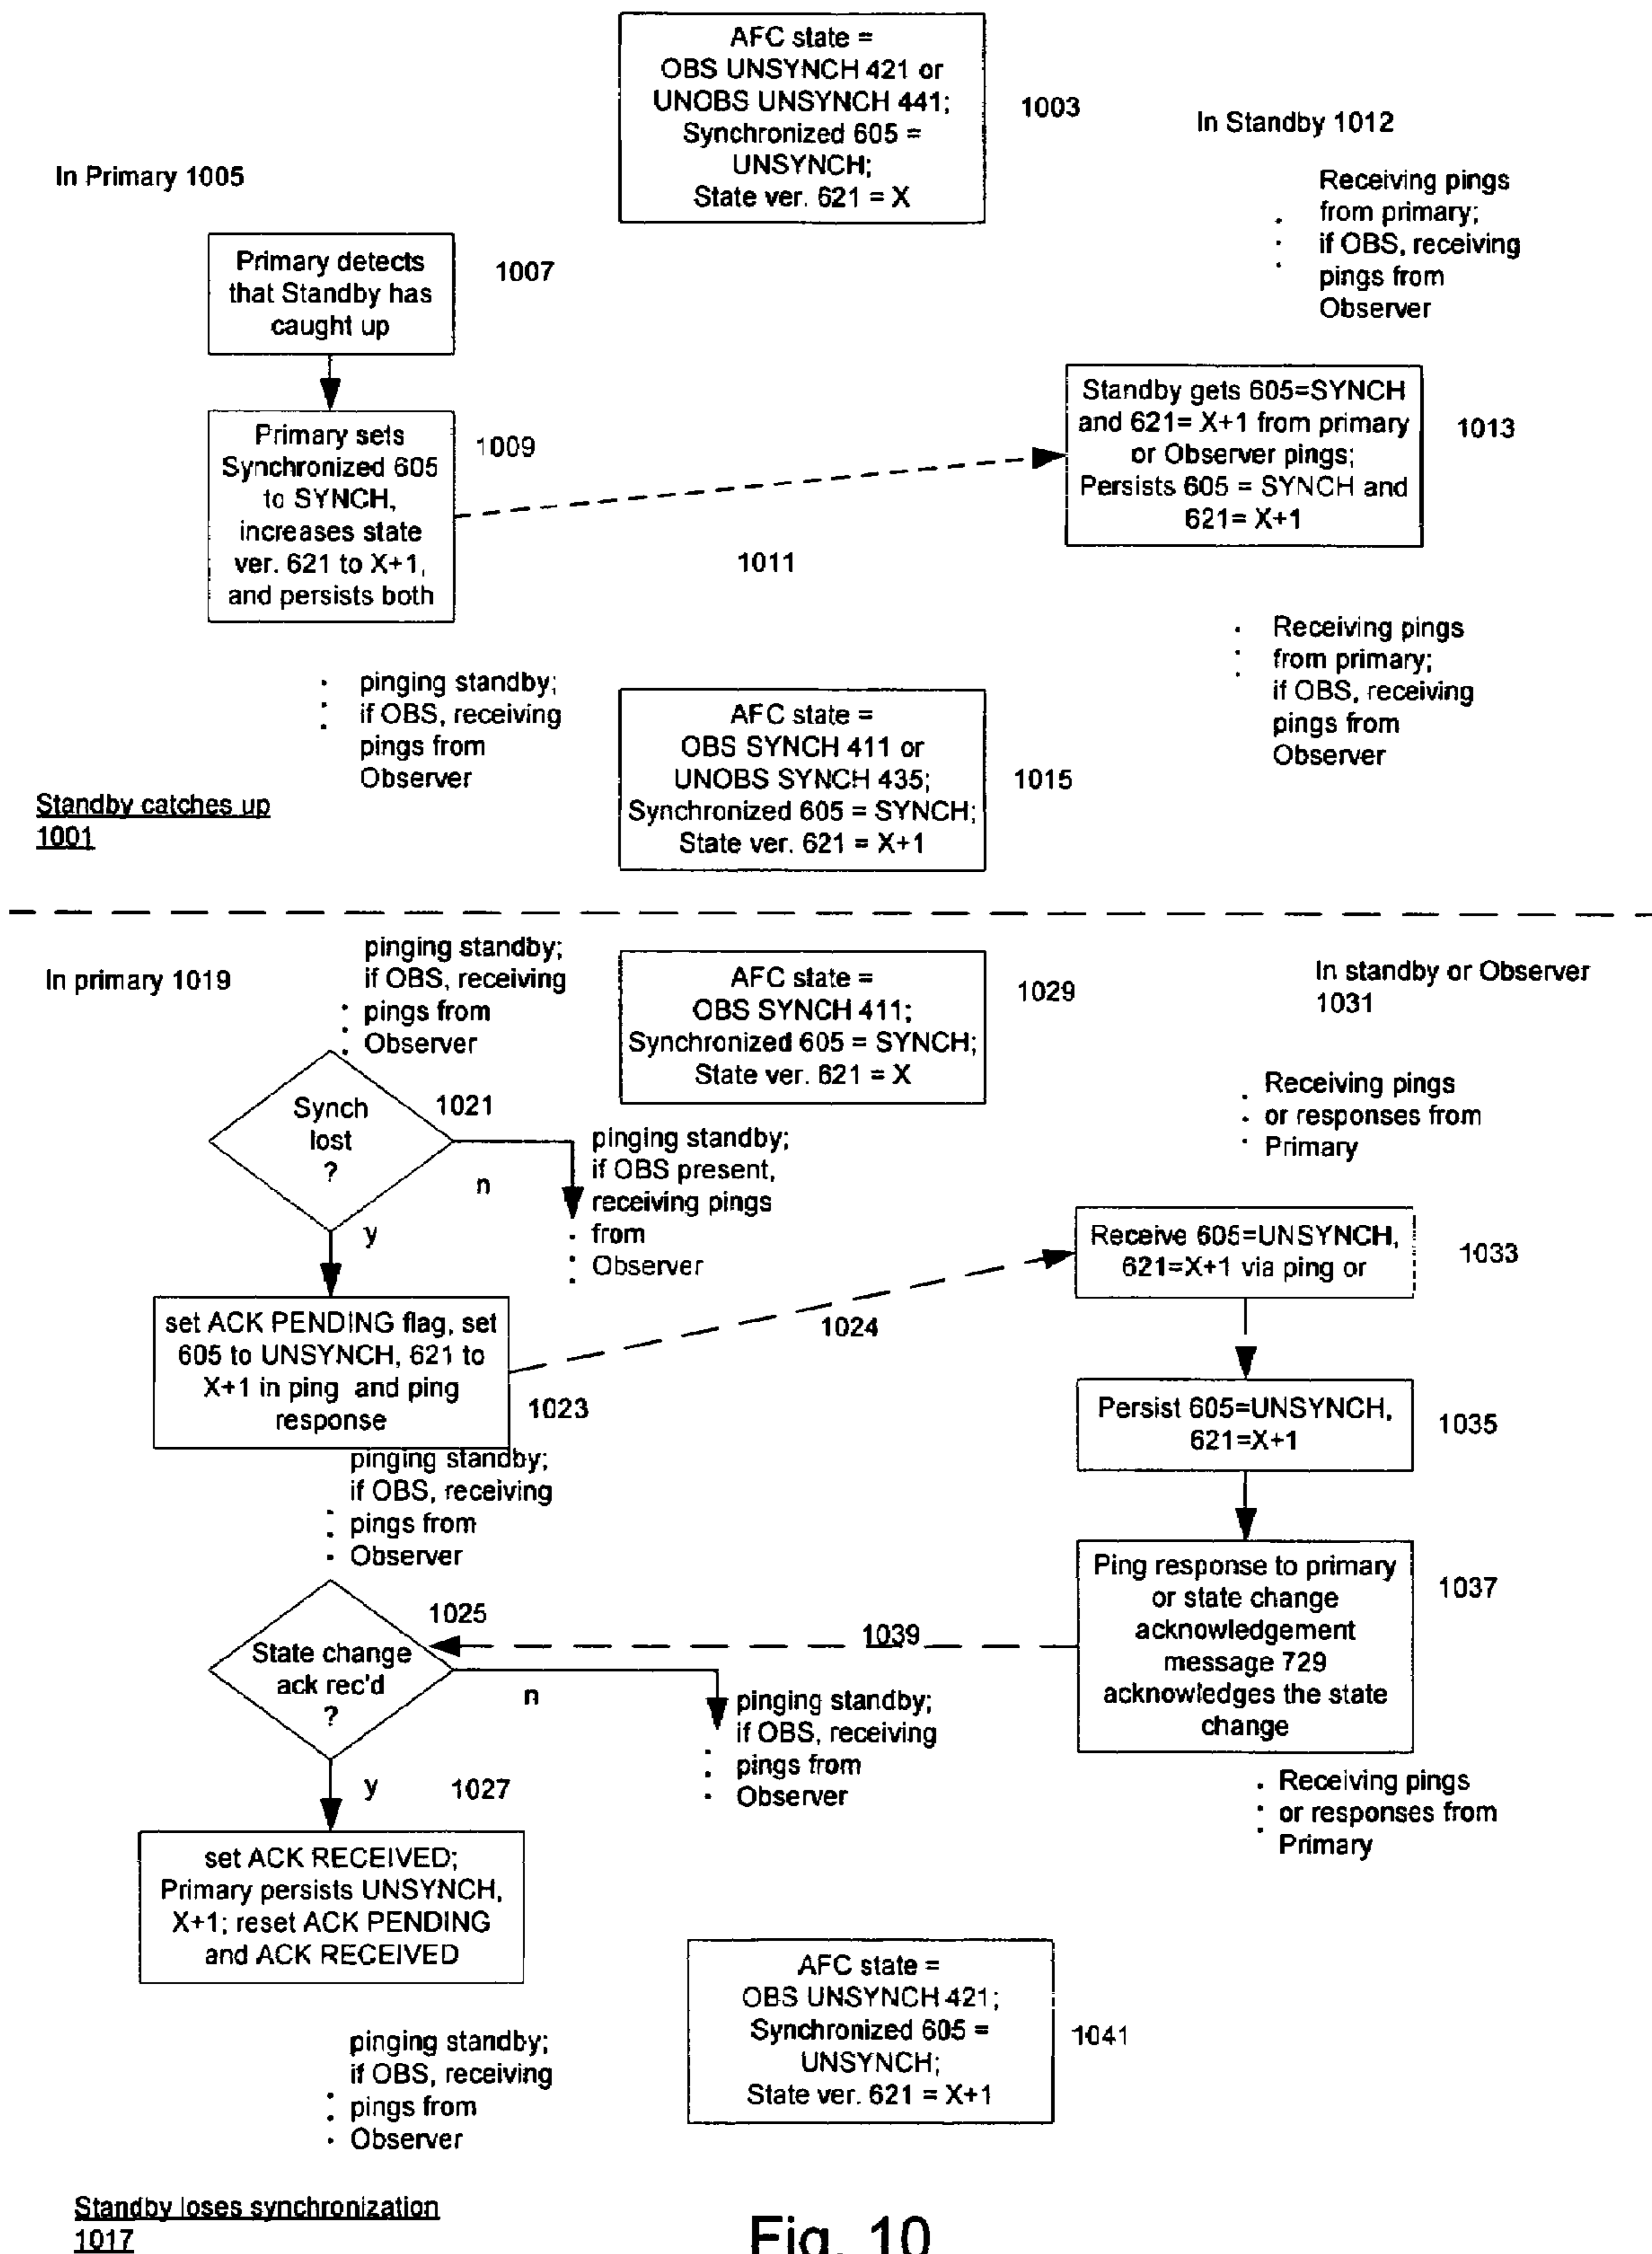 AFC state =
OBS UNSYNCH 421 or
UNOBS UNSYNCH 441;
Synchronized 605 =
UNSYNCH;
State ver. 621 = X
1003
In Standby 1012
In Primary 1005
Receiving pings
from primary;
if OBS, receiving
pings from
Observer
Primary detects
that Standby has
caught up
1007
Primary sets
Synchronized 605
to SYNCH,
increases state
ver. 621 to X+1,
and persists both
1009
1011
Standby gets 605=SYNCH
and 621= X+1 from primary
or Observer pings;
Persists 605 = SYNCH and
621= X+1
1013
pinging standby;
if OBS, receiving
pings from
Observer
Receiving pings
from primary;
if OBS, receiving
pings from
Observer
AFC state =
OBS SYNCH 411 or
UNOBS SYNCH 435;
Synchronized 605 = SYNCH;
State ver. 621 = X+1
1015
Standby catches up
1001
In primary 1019
pinging standby;
if OBS, receiving
pings from
Observer
AFC state =
OBS SYNCH 411;
Synchronized 605 = SYNCH;
State ver. 621 = X
1029
In standby or Observer
1031
Receiving pings
or responses from
Primary
Synch
lost
?
1021
n
y
pinging standby;
if OBS present,
receiving pings
from
Observer
set ACK PENDING flag, set
605 to UNSYNCH, 621 to
X+1 in ping and ping
response
1023
1024
Receive 605=UNSYNCH,
621=X+1 via ping or
1033
Persist 605=UNSYNCH,
621=X+1
1035
pinging standby;
if OBS, receiving
pings from
Observer
Ping response to primary
or state change
acknowledgement
message 729
acknowledges the state
change
1037
1039
State change
ack rec'd
?
1025
n
y
pinging standby;
if OBS, receiving
pings from
Observer
Receiving pings
or responses from
Primary
1027
set ACK RECEIVED;
Primary persists UNSYNCH,
X+1; reset ACK PENDING
and ACK RECEIVED
AFC state =
OBS UNSYNCH 421;
Synchronized 605 =
UNSYNCH;
State ver. 621 = X+1
1041
pinging standby;
if OBS, receiving
pings from
Observer
Standby loses synchronization
1017
Fig. 10